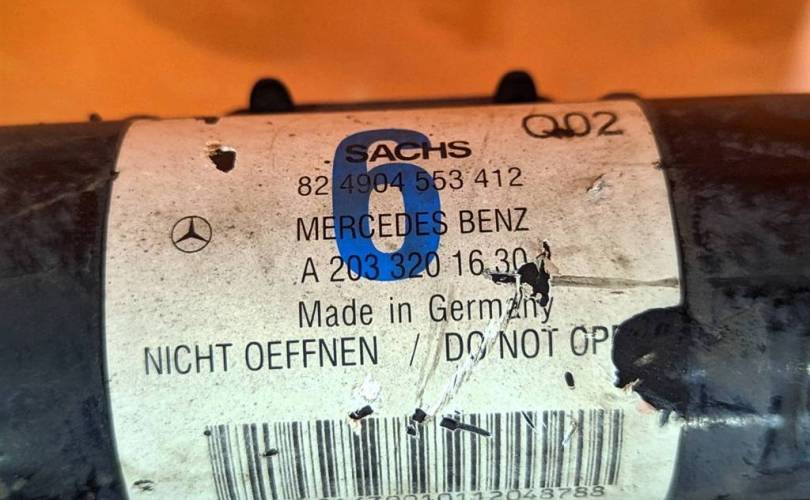 Q02
6
SACHS
82 4904 553 412
MERCEDES BENZ
A 203 320 16 30
Made in Germany
NICHT OEFFNEN / DO NOT